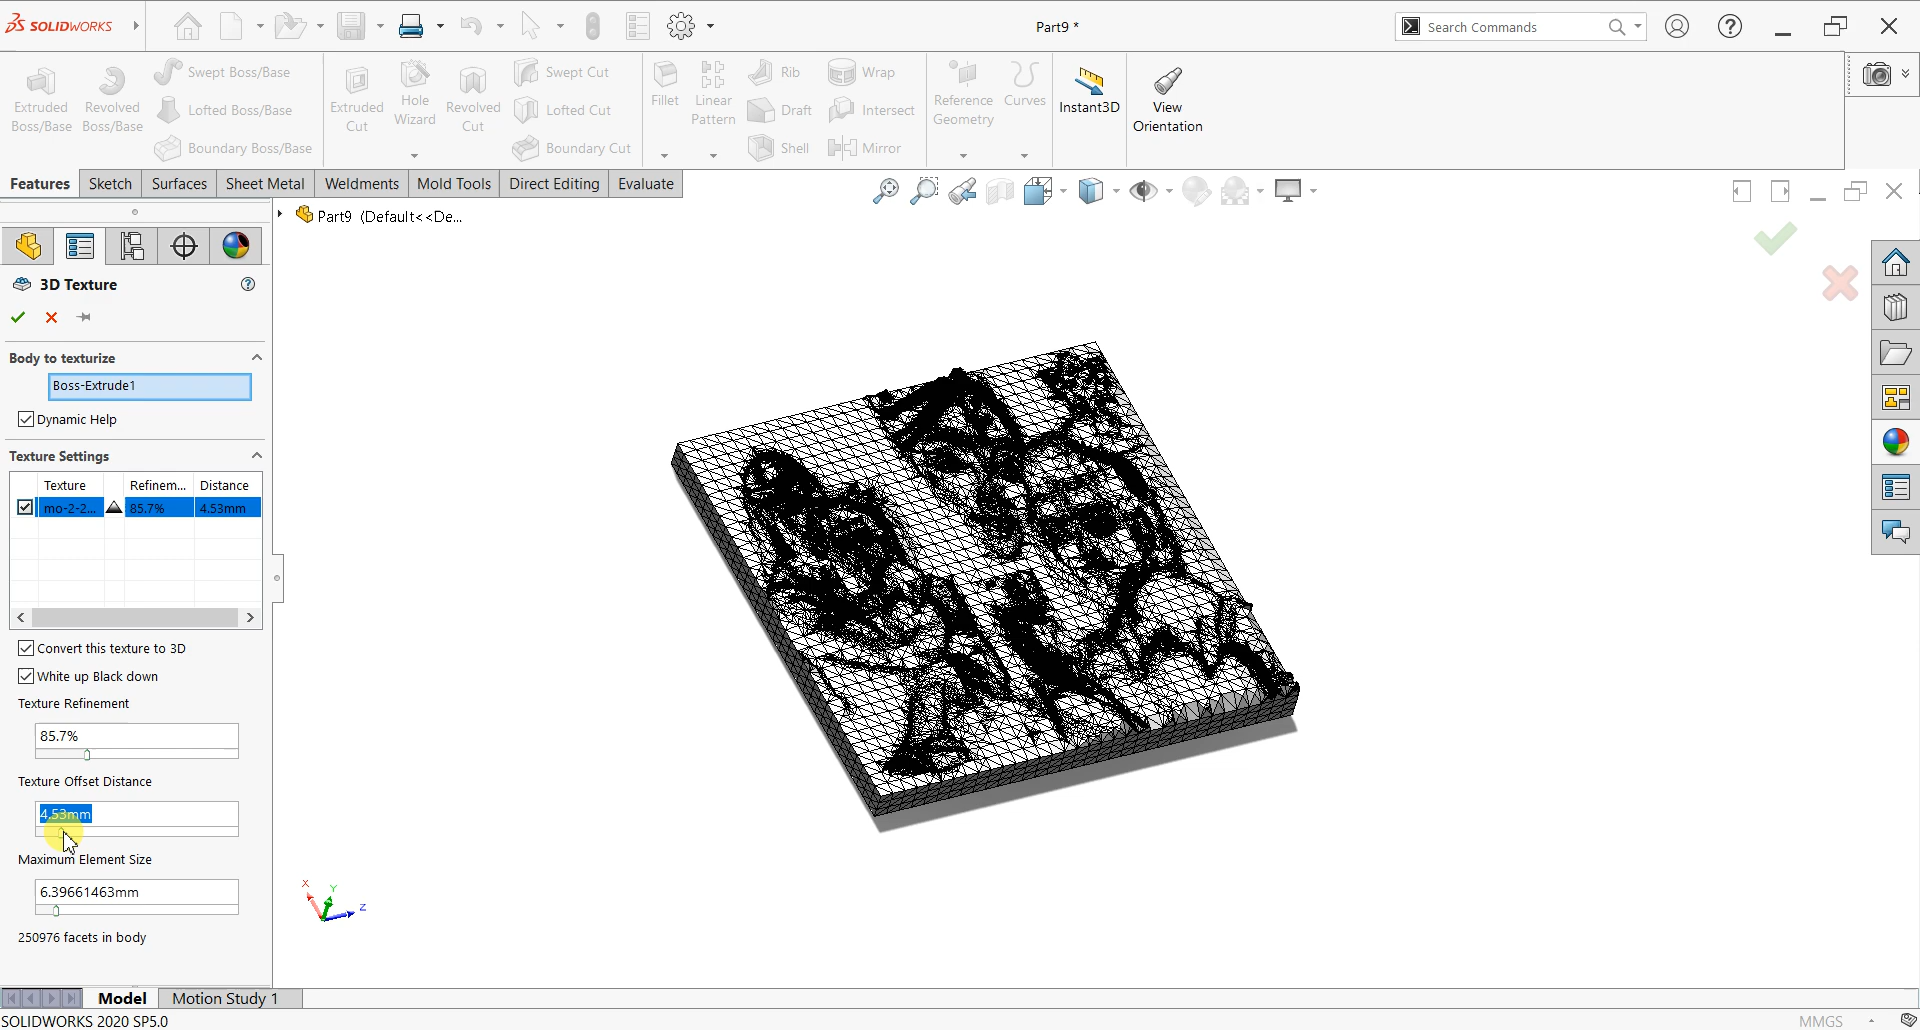 SOLIDWORKS
Part9 *
Search Commands
Extruded Boss/Base
Revolved Boss/Base
Swept Boss/Base
Lofted Boss/Base
Boundary Boss/Base
Extruded Cut
Hole Wizard
Revolved Cut
Swept Cut
Lofted Cut
Boundary Cut
Fillet
Linear Pattern
Rib
Draft
Shell
Wrap
Intersect
Mirror
Reference Geometry
Curves
Instant3D
View Orientation
Features Sketch Surfaces Sheet Metal Weldments Mold Tools Direct Editing Evaluate
Part9 (Default<<De...
3D Texture
Body to texturize
Boss-Extrude1
Dynamic Help
Texture Settings
Texture Refinem... Distance
mo-2-2... 85.7% 4.53mm
Convert this texture to 3D
White up Black down
Texture Refinement
85.7%
Texture Offset Distance
4.53mm
Maximum Element Size
6.39661463mm
250976 facets in body
X
Y
Z
Model Motion Study 1
SOLIDWORKS 2020 SP5.0
MMGS